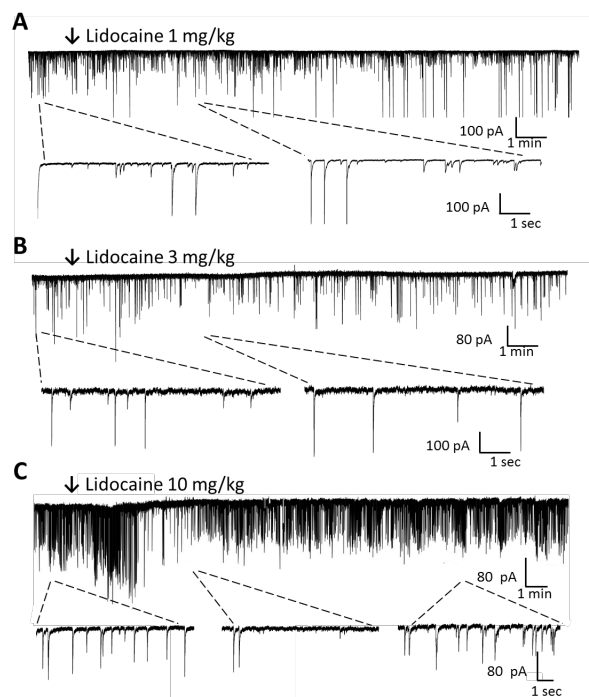 A
↓ Lidocaine 1 mg/kg
100 pA
1 min
100 pA
1 sec
B
↓ Lidocaine 3 mg/kg
80 pA
1 min
100 pA
1 sec
C
↓ Lidocaine 10 mg/kg
80 pA
1 min
80 pA
1 sec